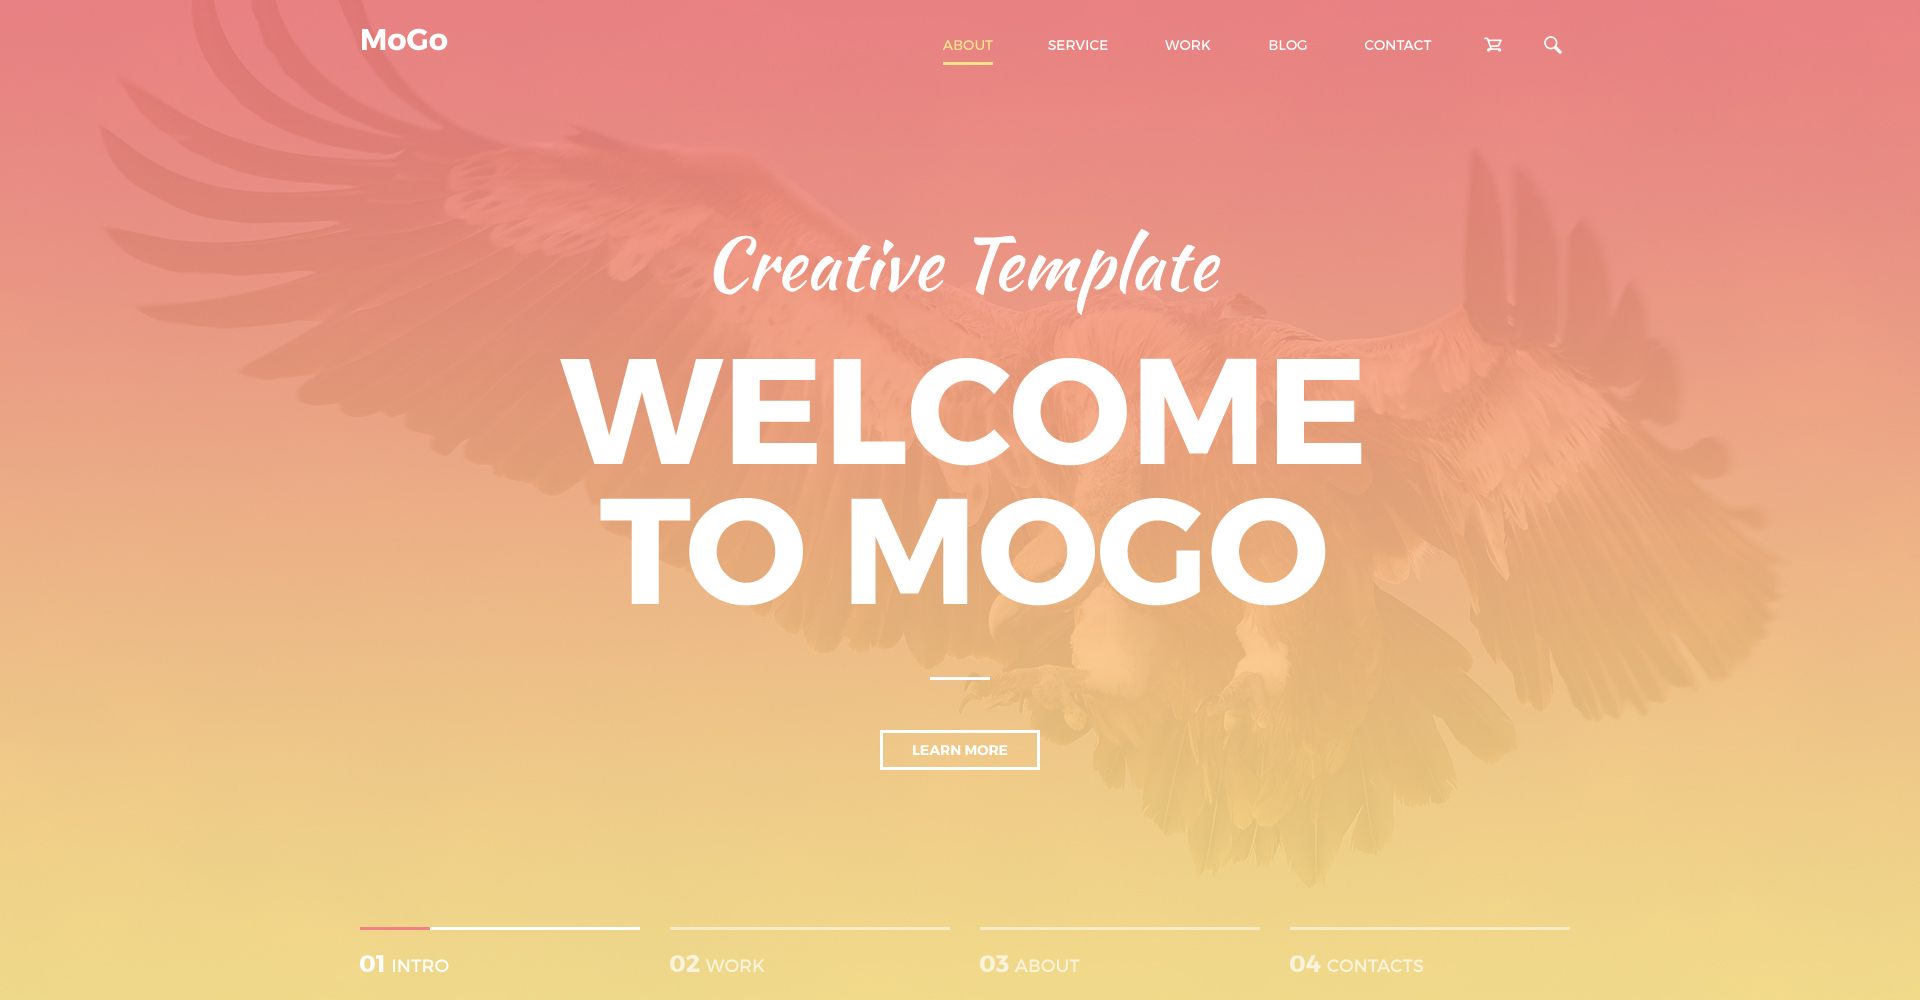 MoGo
ABOUT SERVICE WORK BLOG CONTACT
Creative Template
WELCOME
TO MOGO
LEARN MORE
01 INTRO
02 WORK
03 ABOUT
04 CONTACTS